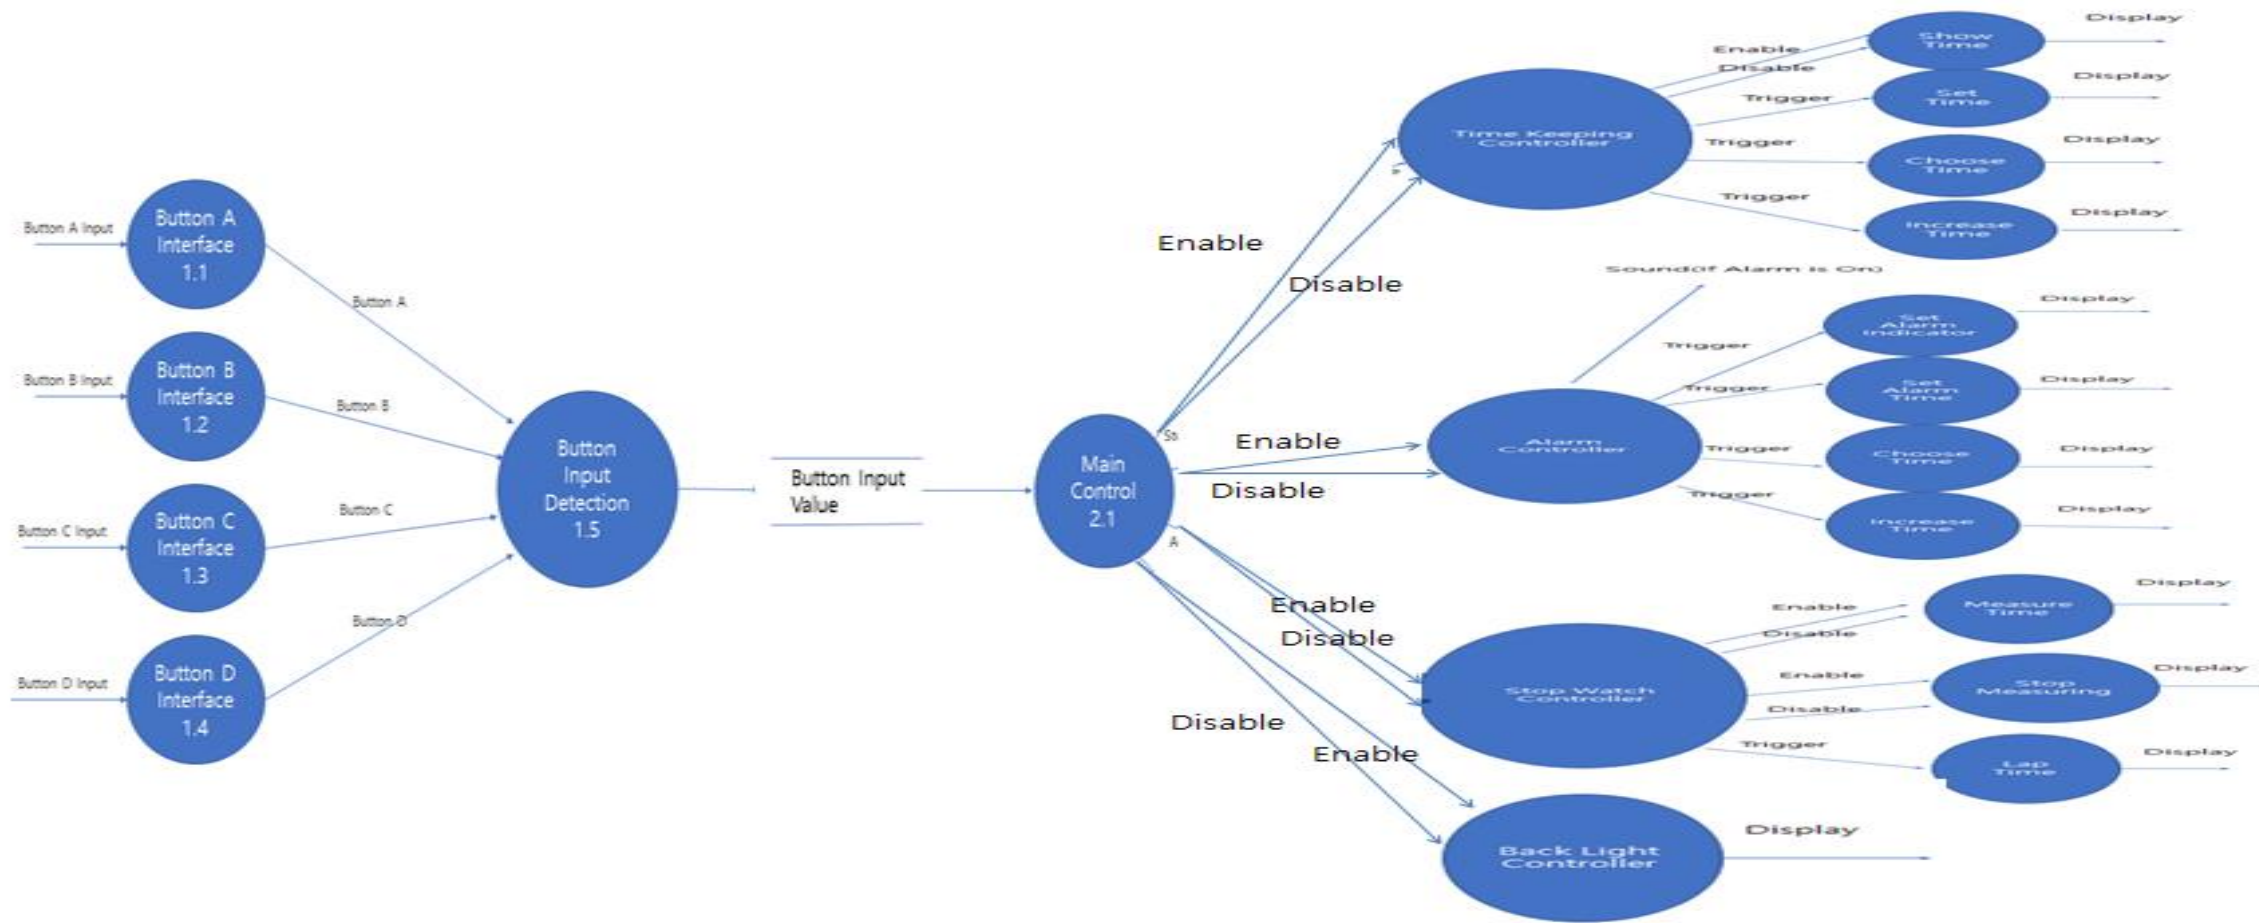 Button A Input
Button A
Interface
1.1
Button A
Button B Input
Button B
Interface
1.2
Button B
Button C Input
Button C
Interface
1.3
Button C
Button D Input
Button D
Interface
1.4
Button D
Button
Input
Detection
1.5
Button Input
Value
Main
Control
2.1
Ss
A
Enable
Disable
Time Keeping
Controller
Enable
Disable
Show
Time
Display
Trigger
Set
Time
Display
Trigger
Choose
Time
Display
Trigger
Increase
Time
Display
Enable
Disable
Alarm
Controller
Sound(If Alarm is On)
Trigger
Set
Alarm
Indicator
Display
Trigger
Set
Alarm
Time
Display
Trigger
Choose
Time
Display
Trigger
Increase
Time
Display
Enable
Disable
Stop Watch
Controller
Enable
Disable
Measure
Time
Display
Enable
Disable
Stop
Measuring
Display
Trigger
Lap
Time
Display
Disable
Enable
Back Light
Controller
Display